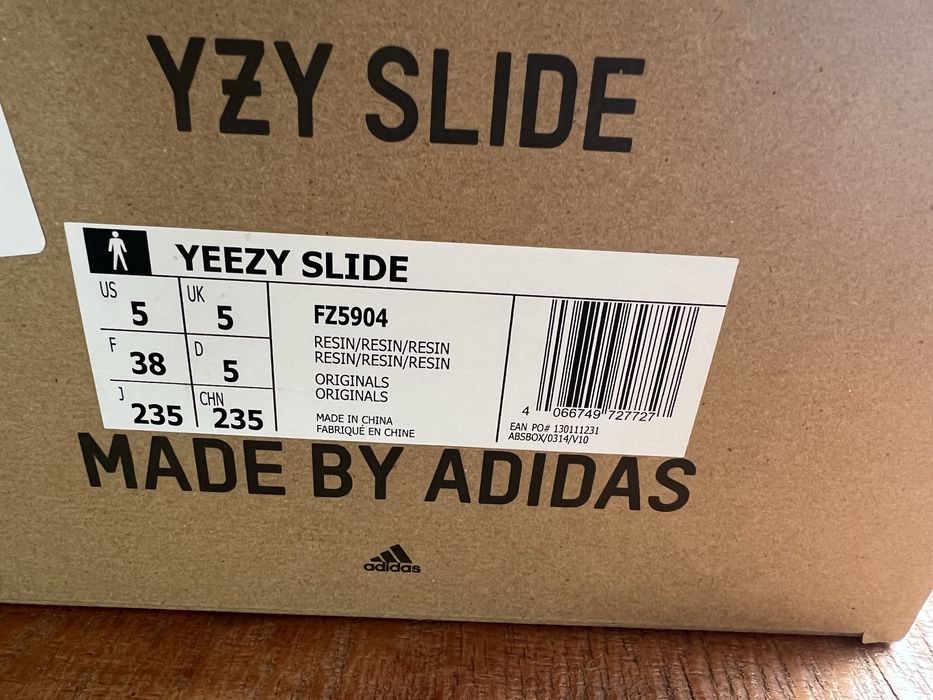 YZY SLIDE
YEEZY SLIDE
US 5 UK 5
F 38 D 5
J 235 CHN 235
FZ5904
RESIN/RESIN/RESIN
RESIN/RESIN/RESIN
ORIGINALS
ORIGINALS
MADE IN CHINA
FABRIQUÉ EN CHINE
4 066749 727727
EAN PO# 130111231
ABSBOX/0314/V10
MADE BY ADIDAS
adidas